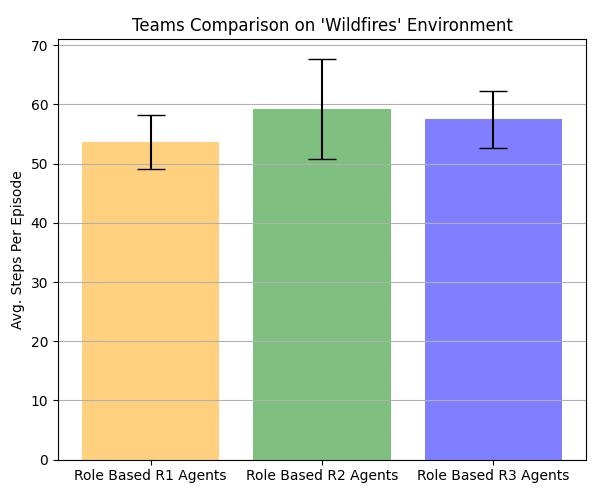 Teams Comparison on 'Wildfires' Environment
Avg. Steps Per Episode
70
60
50
40
30
20
10
0
Role Based R1 Agents
Role Based R2 Agents
Role Based R3 Agents